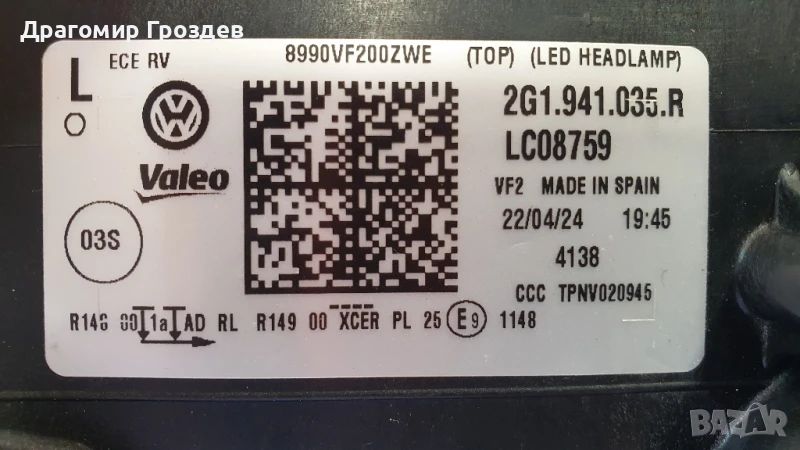 Драгомир Гроздев
L ECE RV 8990VF200ZWE (TOP) (LED HEADLAMP)
2G1.941.035.R
LC08759
Valeo
VF2 MADE IN SPAIN
22/04/24 19:45
03S
4138
CCC TPNV020945
R148 00 1a AD RL R149 00 XCER PL 25 E9 1148
BAZAR